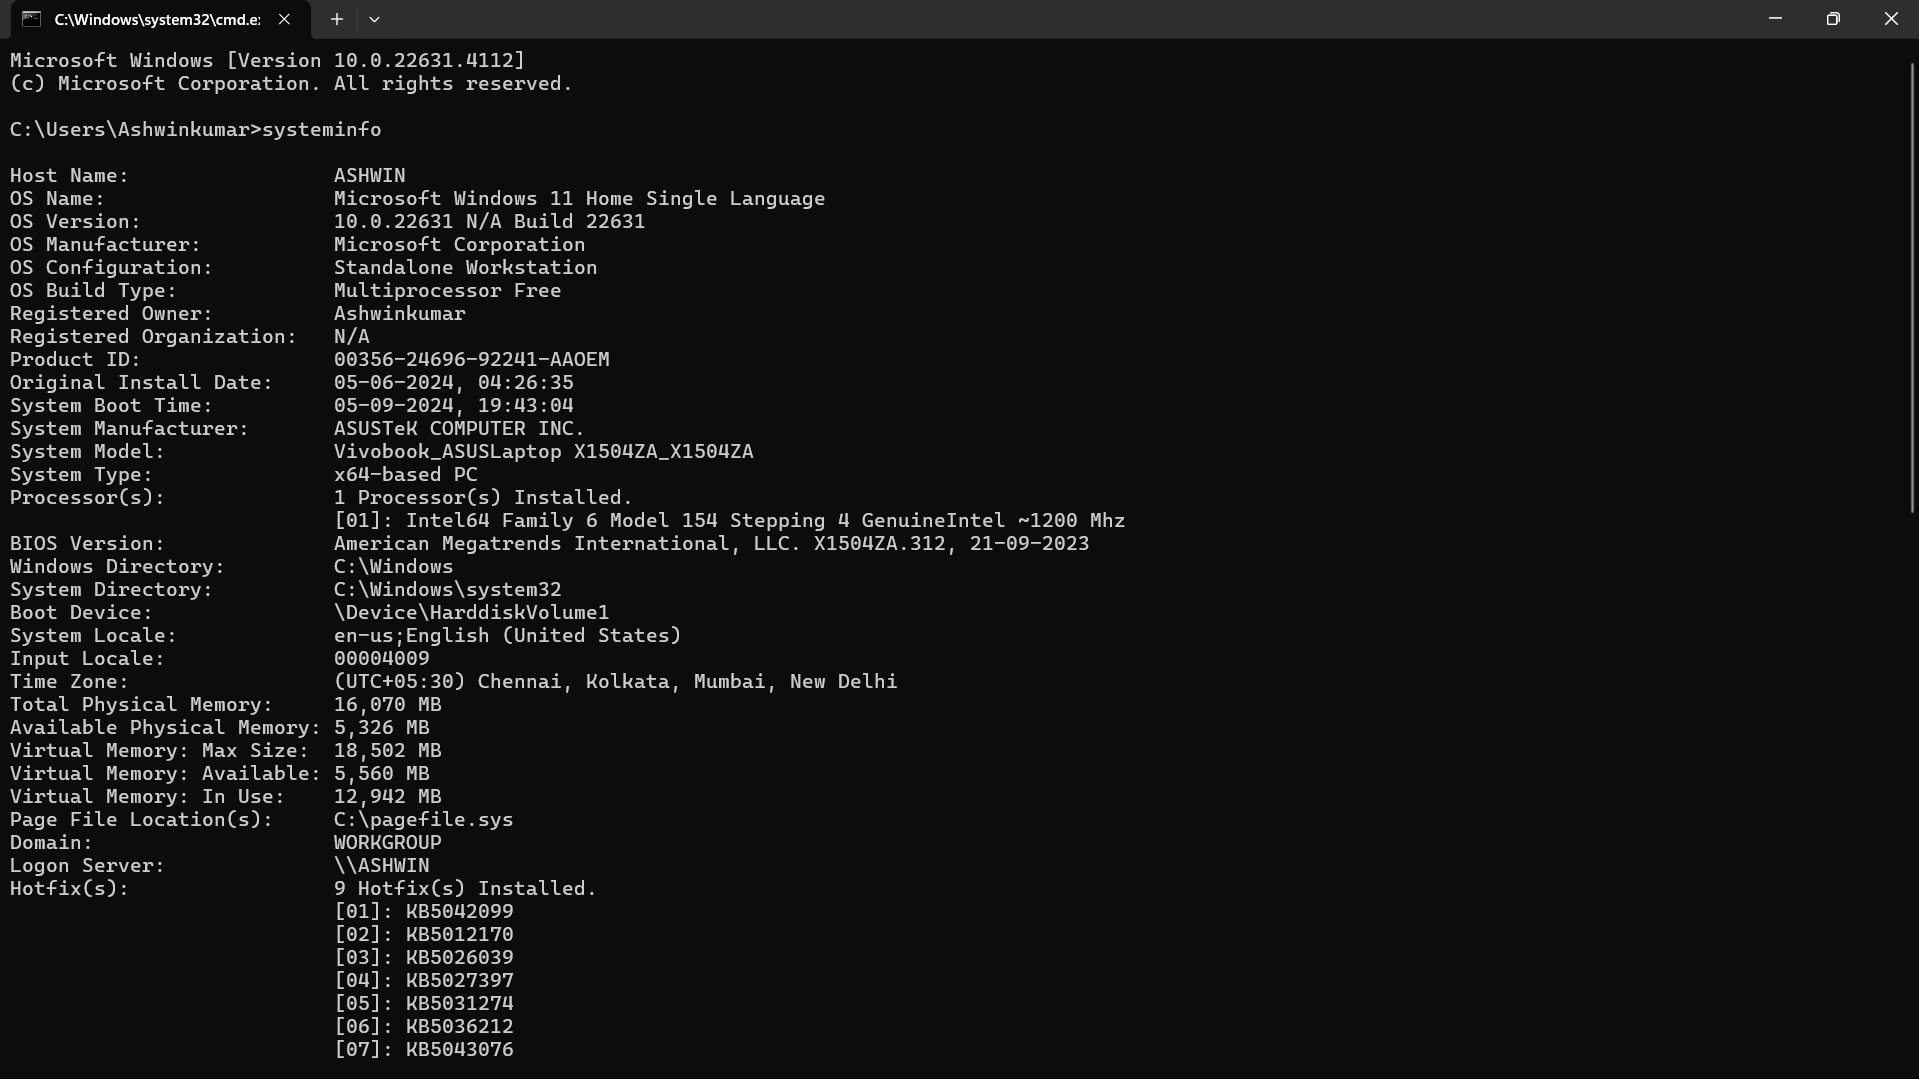 C:\Windows\system32\cmd.e
Microsoft Windows [Version 10.0.22631.4112]
(c) Microsoft Corporation. All rights reserved.
C:\Users\Ashwinkumar>systeminfo
Host Name: ASHWIN
OS Name: Microsoft Windows 11 Home Single Language
OS Version: 10.0.22631 N/A Build 22631
OS Manufacturer: Microsoft Corporation
OS Configuration: Standalone Workstation
OS Build Type: Multiprocessor Free
Registered Owner: Ashwinkumar
Registered Organization: N/A
Product ID: 00356-24696-92241-AAOEM
Original Install Date: 05-06-2024, 04:26:35
System Boot Time: 05-09-2024, 19:43:04
System Manufacturer: ASUSTeK COMPUTER INC.
System Model: Vivobook_ASUSLaptop X1504ZA_X1504ZA
System Type: x64-based PC
Processor(s): 1 Processor(s) Installed.
[01]: Intel64 Family 6 Model 154 Stepping 4 GenuineIntel ~1200 Mhz
BIOS Version: American Megatrends International, LLC. X1504ZA.312, 21-09-2023
Windows Directory: C:\Windows
System Directory: C:\Windows\system32
Boot Device: \Device\HarddiskVolume1
System Locale: en-us;English (United States)
Input Locale: 00004009
Time Zone: (UTC+05:30) Chennai, Kolkata, Mumbai, New Delhi
Total Physical Memory: 16,070 MB
Available Physical Memory: 5,326 MB
Virtual Memory: Max Size: 18,502 MB
Virtual Memory: Available: 5,560 MB
Virtual Memory: In Use: 12,942 MB
Page File Location(s): C:\pagefile.sys
Domain: WORKGROUP
Logon Server: \\ASHWIN
Hotfix(s): 9 Hotfix(s) Installed.
[01]: KB5042099
[02]: KB5012170
[03]: KB5026039
[04]: KB5027397
[05]: KB5031274
[06]: KB5036212
[07]: KB5043076